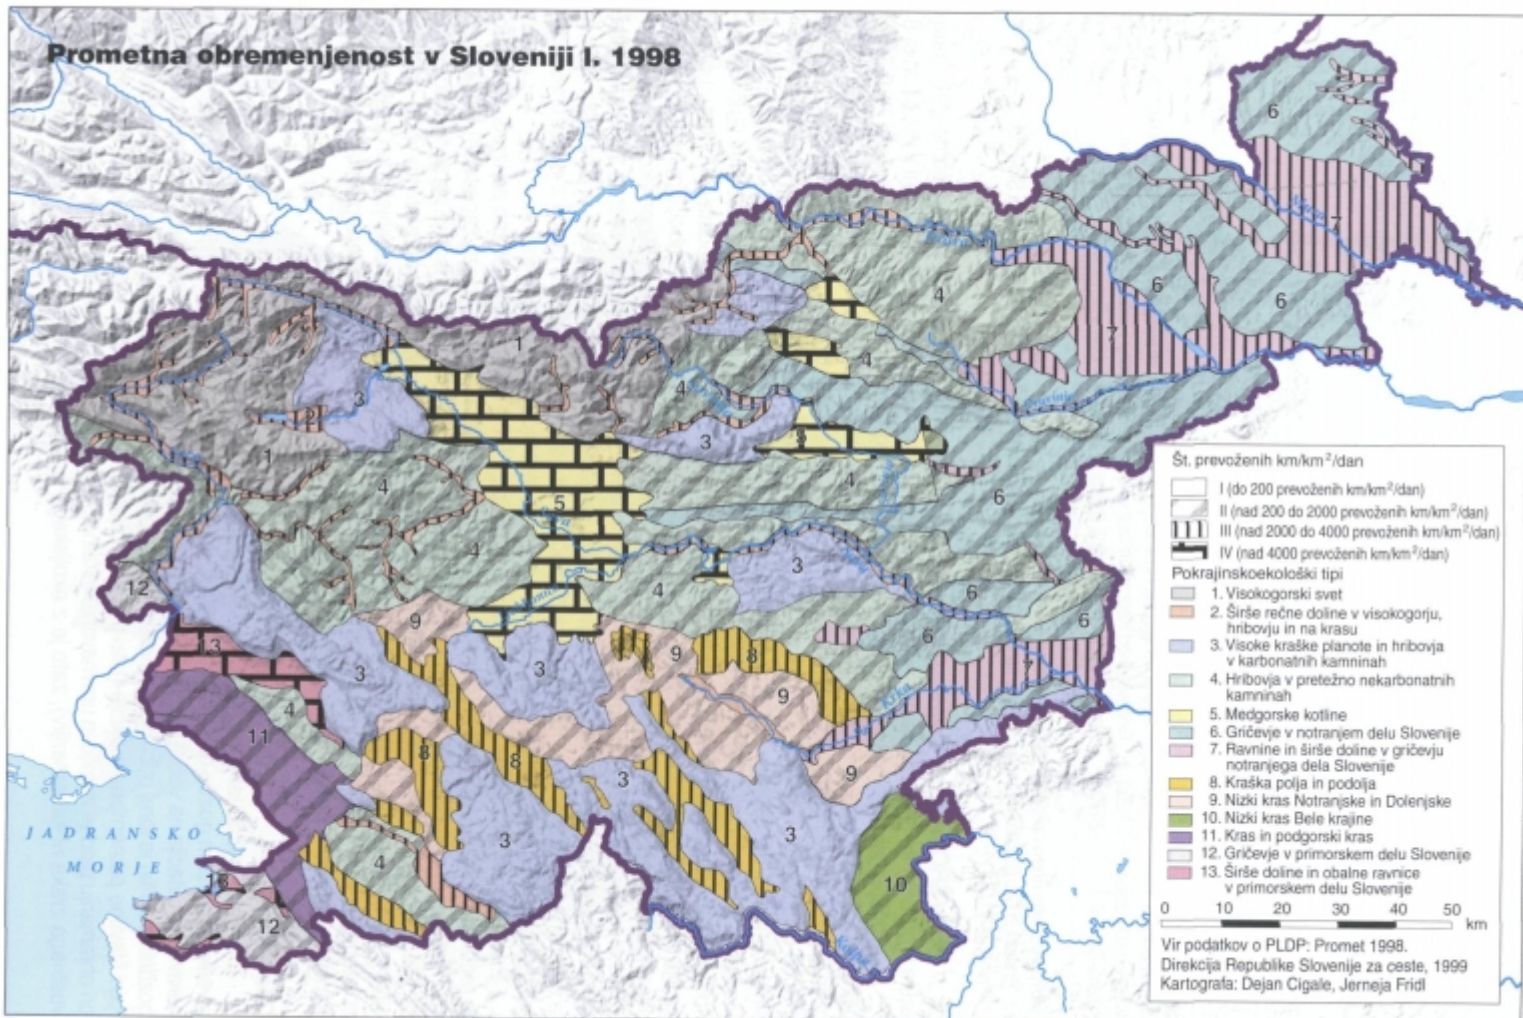 Prometna obremenjenost v Sloveniji l. 1998
6
7
6
6
7
4
4
1
4
3
2
1
3
5
4
5
4
4
6
3
4
6
6
6
7
12
9
13
3
3
9
8
9
4
11
8
8
3
9
3
3
4
10
12
Krka
Kolpa
JADRANSKO
MORJE
Št. prevoženih km/km²/dan
I (do 200 prevoženih km/km²/dan)
II (nad 200 do 2000 prevoženih km/km²/dan)
III (nad 2000 do 4000 prevoženih km/km²/dan)
IV (nad 4000 prevoženih km/km²/dan)
Pokrajinskoekološki tipi
1. Visokogorski svet
2. Širše rečne doline v visokogorju,
hribovju in na krasu
3. Visoke kraške planote in hribovja
v karbonatnih kamninah
4. Hribovja v pretežno nekarbonatnih
kamninah
5. Medgorske kotline
6. Gričevje v notranjem delu Slovenije
7. Ravnine in širše doline v gričevju
notranjega dela Slovenije
8. Kraška polja in podolja
9. Nizki kras Notranjske in Dolenjske
10. Nizki kras Bele krajine
11. Kras in podgorski kras
12. Gričevje v primorskem delu Slovenije
13. Širše doline in obalne ravnice
v primorskem delu Slovenije
0 10 20 30 40 50 km
Vir podatkov o PLDP: Promet 1998.
Direkcija Republike Slovenije za ceste, 1999
Kartografa: Dejan Cigale, Jerneja Fridl